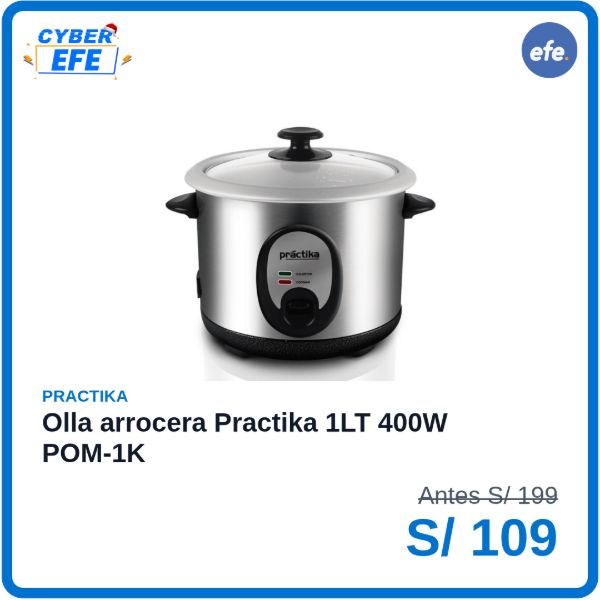 CYBER
EFE
efe.
práctika
PRACTIKA
Olla arrocera Practika 1LT 400W
POM-1K
Antes S/ 199
S/ 109